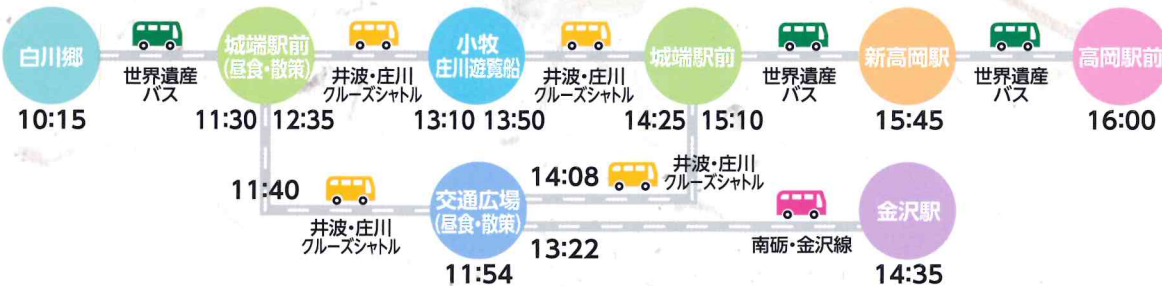 白川郷
世界遺産
バス
城端駅前
(昼食・散策)
井波・庄川
クルーズシャトル
小牧
庄川遊覧船
井波・庄川
クルーズシャトル
城端駅前
世界遺産
バス
新高岡駅
世界遺産
バス
高岡駅前
10:15
11:30 12:35
13:10 13:50
14:25 15:10
15:45
16:00
11:40
井波・庄川
クルーズシャトル
交通広場
(昼食・散策)
11:54
14:08
井波・庄川
クルーズシャトル
13:22
南砺・金沢線
金沢駅
14:35